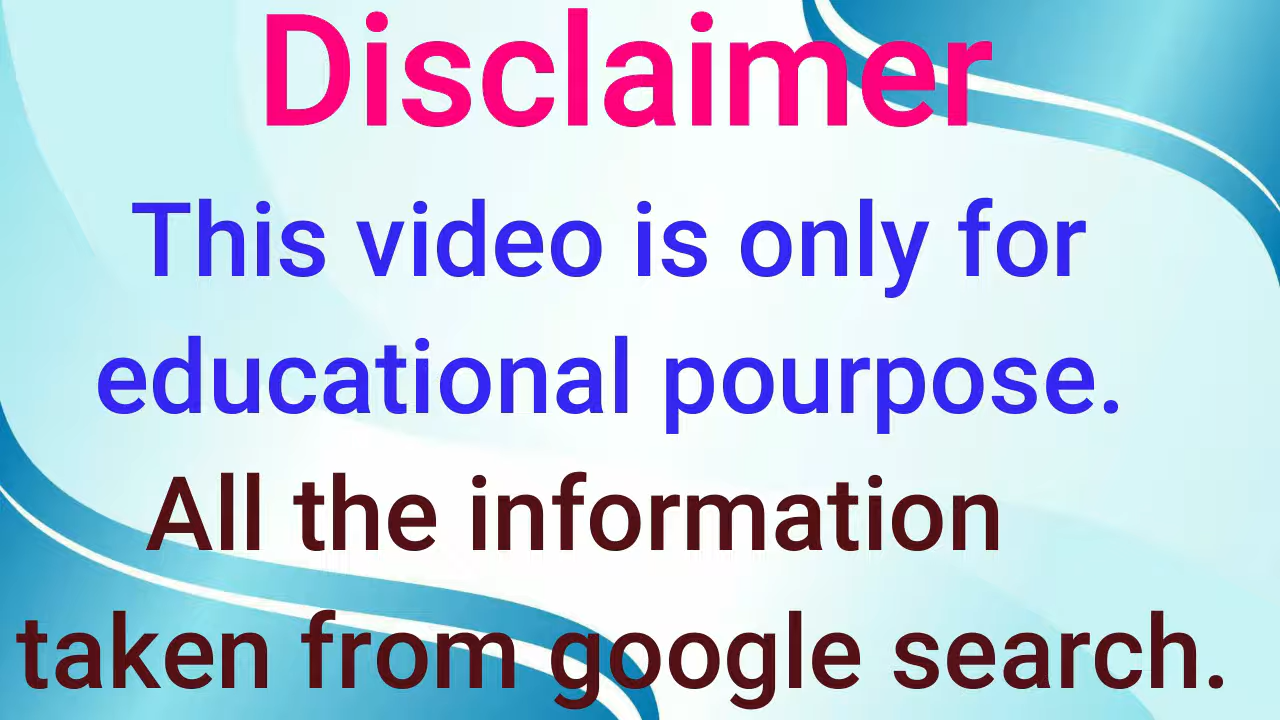 Disclaimer
This video is only for
educational pourpose.
All the information
taken from google search.